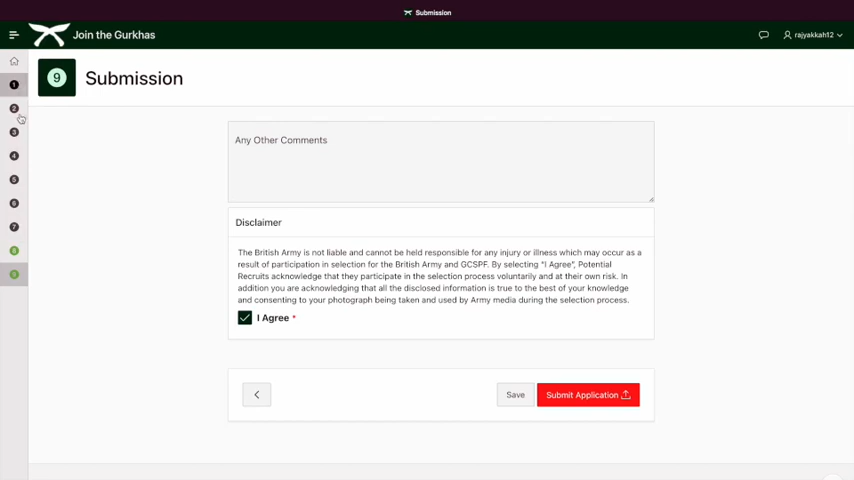 Submission
Join the Gurkhas
rajyakkah12
1
2
3
4
5
6
7
8
9
9 Submission
Any Other Comments
Disclaimer
The British Army is not liable and cannot be held responsible for any injury or illness which may occur as a
result of participation in selection for the British Army and GCSPF. By selecting "I Agree", Potential
Recruits acknowledge that they participate in the selection process voluntarily and at their own risk. In
addition you are acknowledging that all the disclosed information is true to the best of your knowledge
and consenting to your photograph being taken and used by Army media during the selection process.
I Agree *
Save
Submit Application